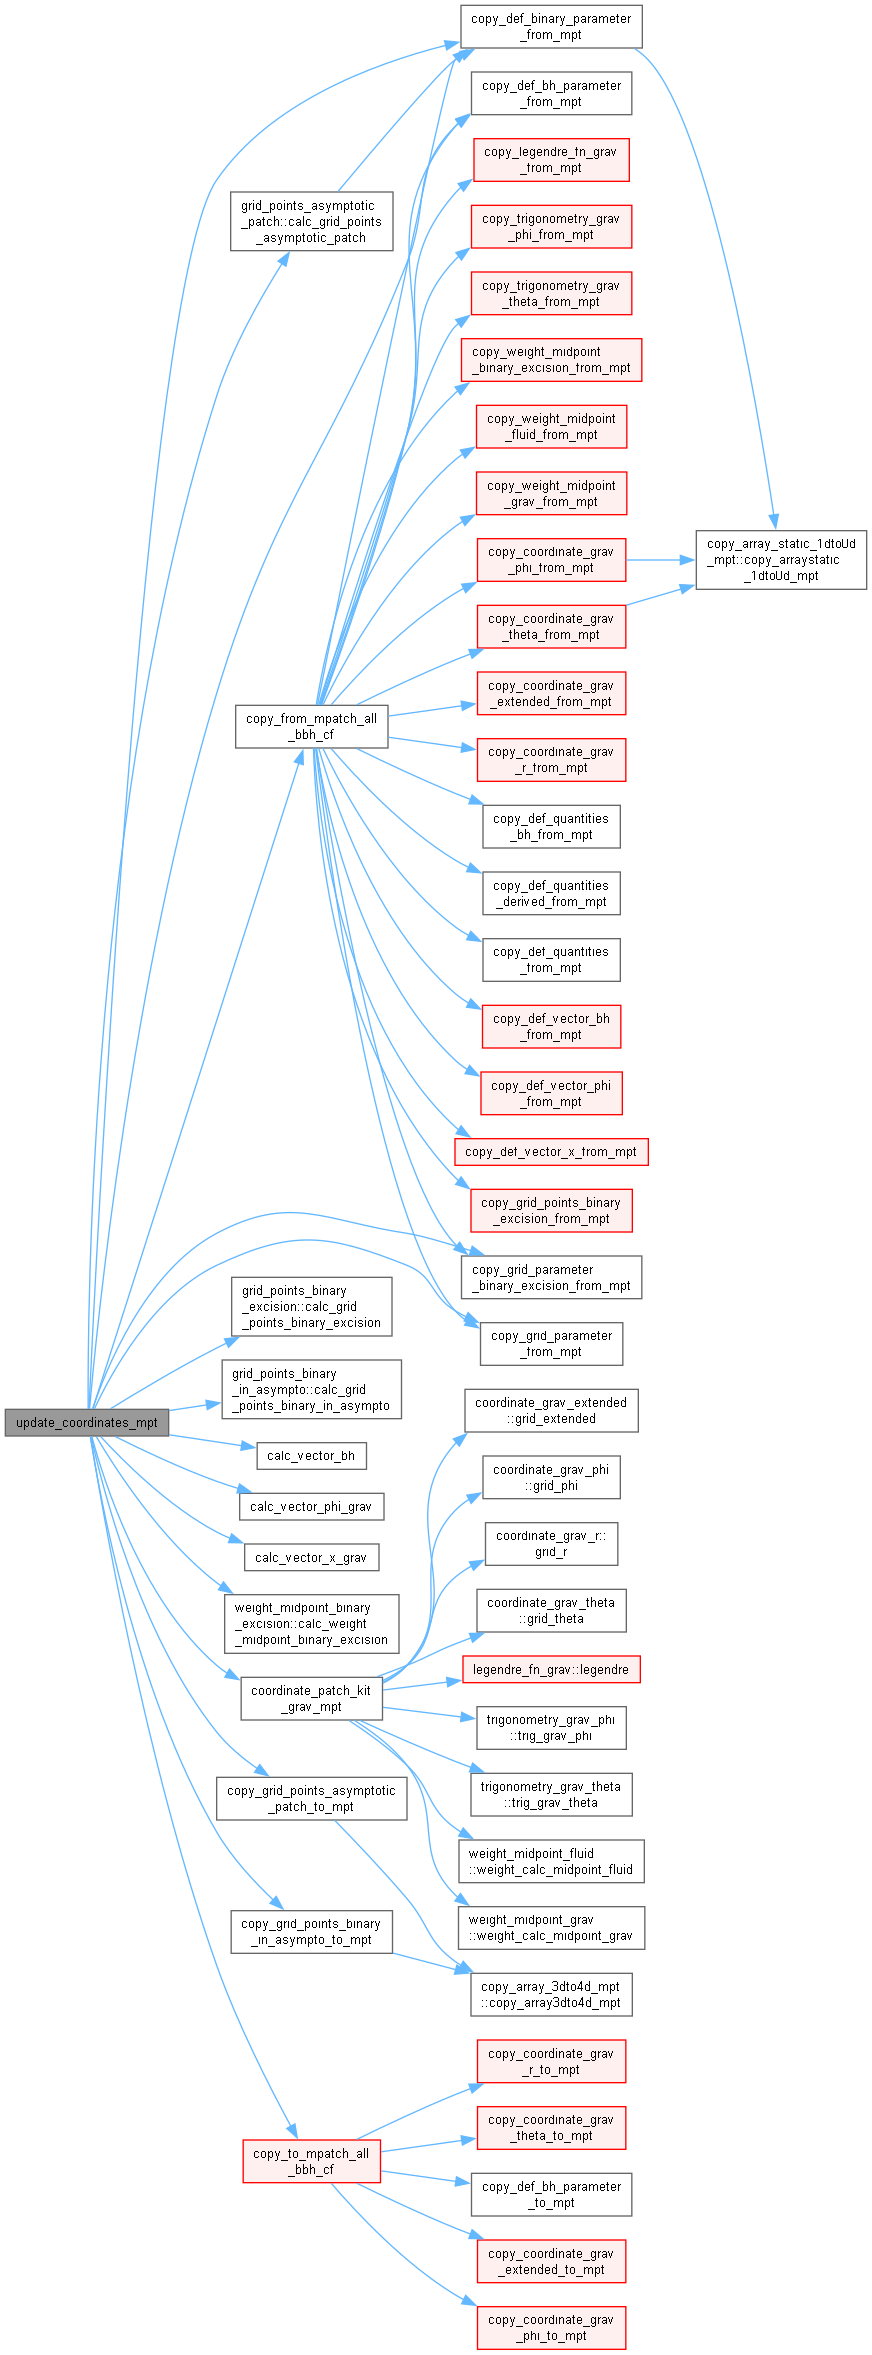 copy_def_binary_parameter
_from_mpt
copy_def_bh_parameter
_from_mpt
copy_legendre_fn_grav
_from_mpt
grid_points_asymptotic
_patch::calc_grid_points
_asymptotic_patch
copy_trigonometry_grav
_phi_from_mpt
copy_trigonometry_grav
_theta_from_mpt
copy_weight_midpoint
_binary_excision_from_mpt
copy_weight_midpoint
_fluid_from_mpt
copy_weight_midpoint
_grav_from_mpt
copy_coordinate_grav
_phi_from_mpt
copy_array_static_1dto0d
_mpt::copy_arraystatic
_1dto0d_mpt
copy_coordinate_grav
_theta_from_mpt
copy_coordinate_grav
_extended_from_mpt
copy_from_mpatch_all
_bbh_cf
copy_coordinate_grav
_r_from_mpt
copy_def_quantities
_bh_from_mpt
copy_def_quantities
_derived_from_mpt
copy_def_quantities
_from_mpt
copy_def_vector_bh
_from_mpt
copy_def_vector_phi
_from_mpt
copy_def_vector_x_from_mpt
copy_grid_points_binary
_excision_from_mpt
copy_grid_parameter
_binary_excision_from_mpt
grid_points_binary
_excision::calc_grid
_points_binary_excision
copy_grid_parameter
_from_mpt
grid_points_binary
_in_asympto::calc_grid
_points_binary_in_asympto
coordinate_grav_extended
::grid_extended
update_coordinates_mpt
calc_vector_bh
coordinate_grav_phi
::grid_phi
calc_vector_phi_grav
coordinate_grav_r::
grid_r
calc_vector_x_grav
coordinate_grav_theta
::grid_theta
weight_midpoint_binary
_excision::calc_weight
_midpoint_binary_excision
legendre_fn_grav::legendre
coordinate_patch_kit
_grav_mpt
trigonometry_grav_phi
::trig_grav_phi
trigonometry_grav_theta
::trig_grav_theta
copy_grid_points_asymptotic
_patch_to_mpt
weight_midpoint_fluid
::weight_calc_midpoint_fluid
weight_midpoint_grav
::weight_calc_midpoint_grav
copy_grid_points_binary
_in_asympto_to_mpt
copy_array_3dto4d_mpt
::copy_array3dto4d_mpt
copy_coordinate_grav
_r_to_mpt
copy_coordinate_grav
_theta_to_mpt
copy_to_mpatch_all
_bbh_cf
copy_def_bh_parameter
_to_mpt
copy_coordinate_grav
_extended_to_mpt
copy_coordinate_grav
_phi_to_mpt